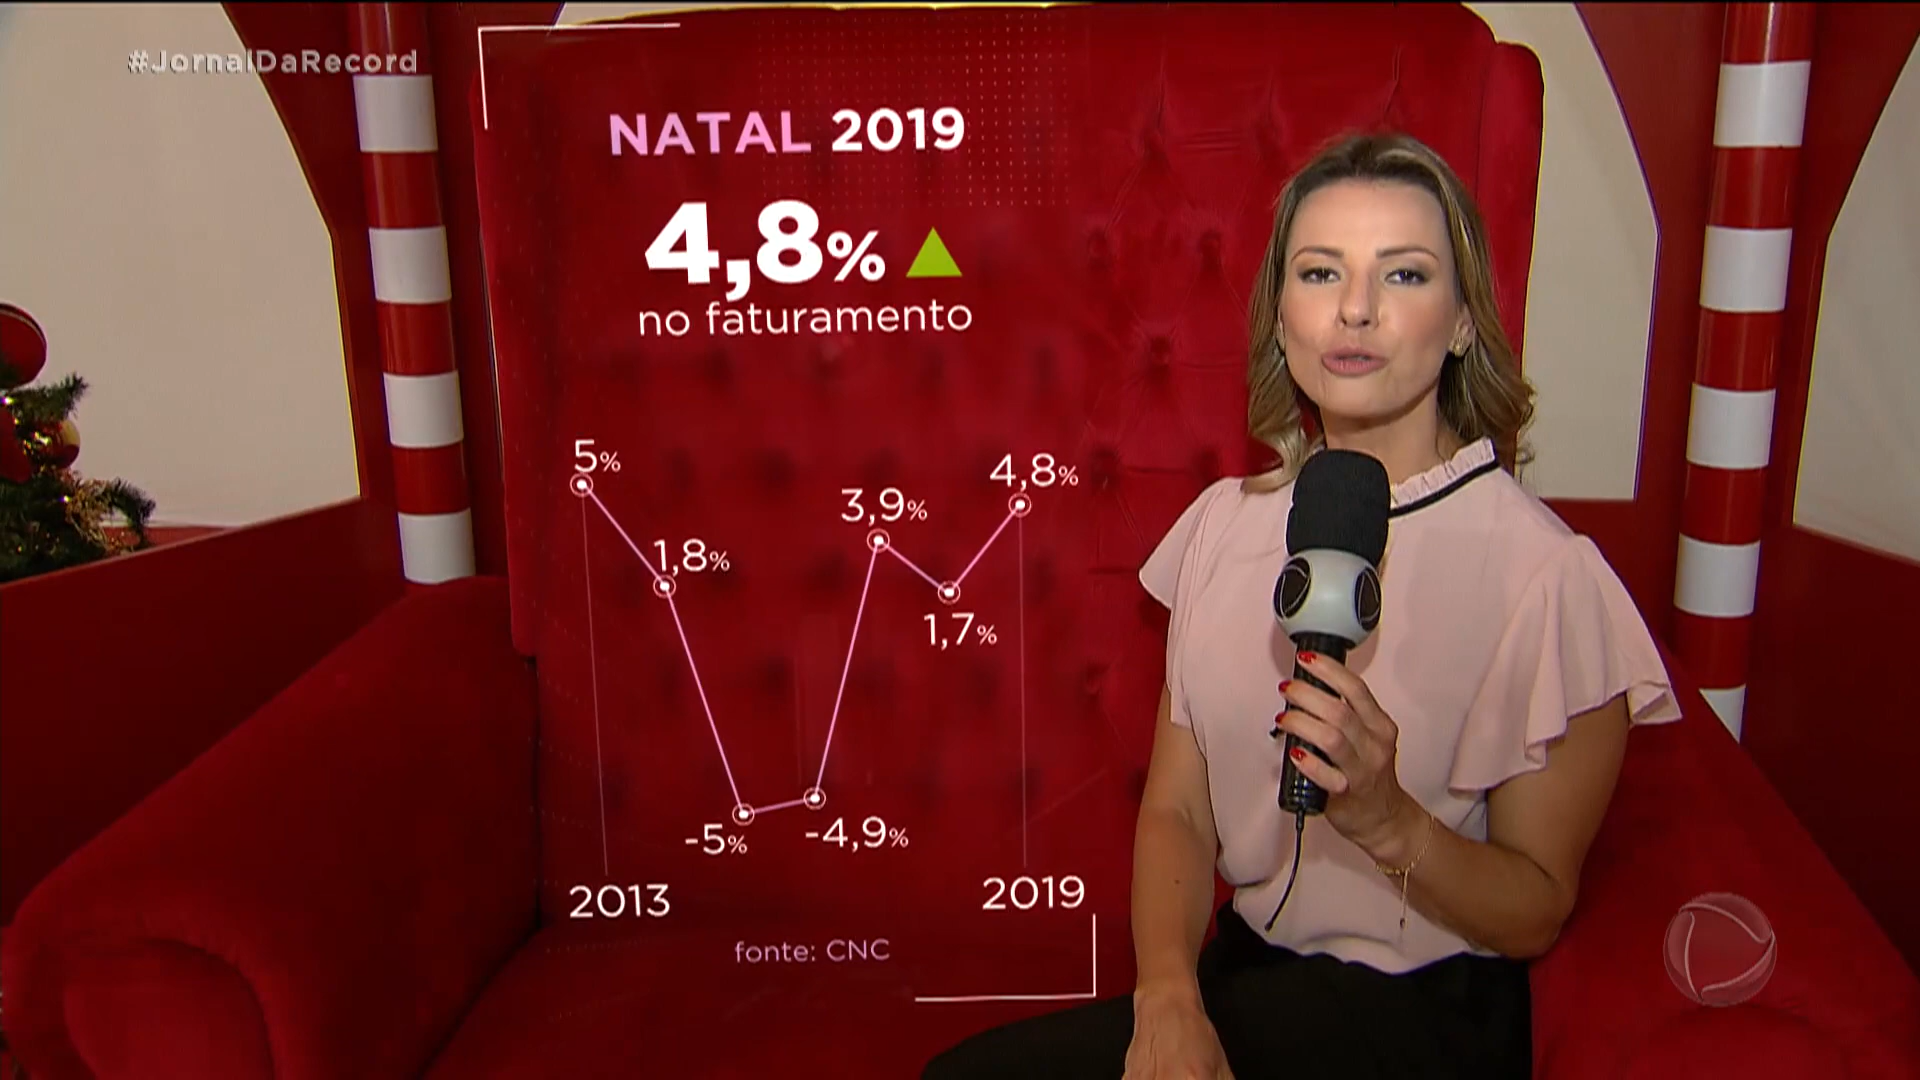 #JornalDaRecord
NATAL 2019
4,8%
no faturamento
5%
1,8%
-5%
-4,9%
3,9%
1,7%
4,8%
2013
2019
fonte: CNC